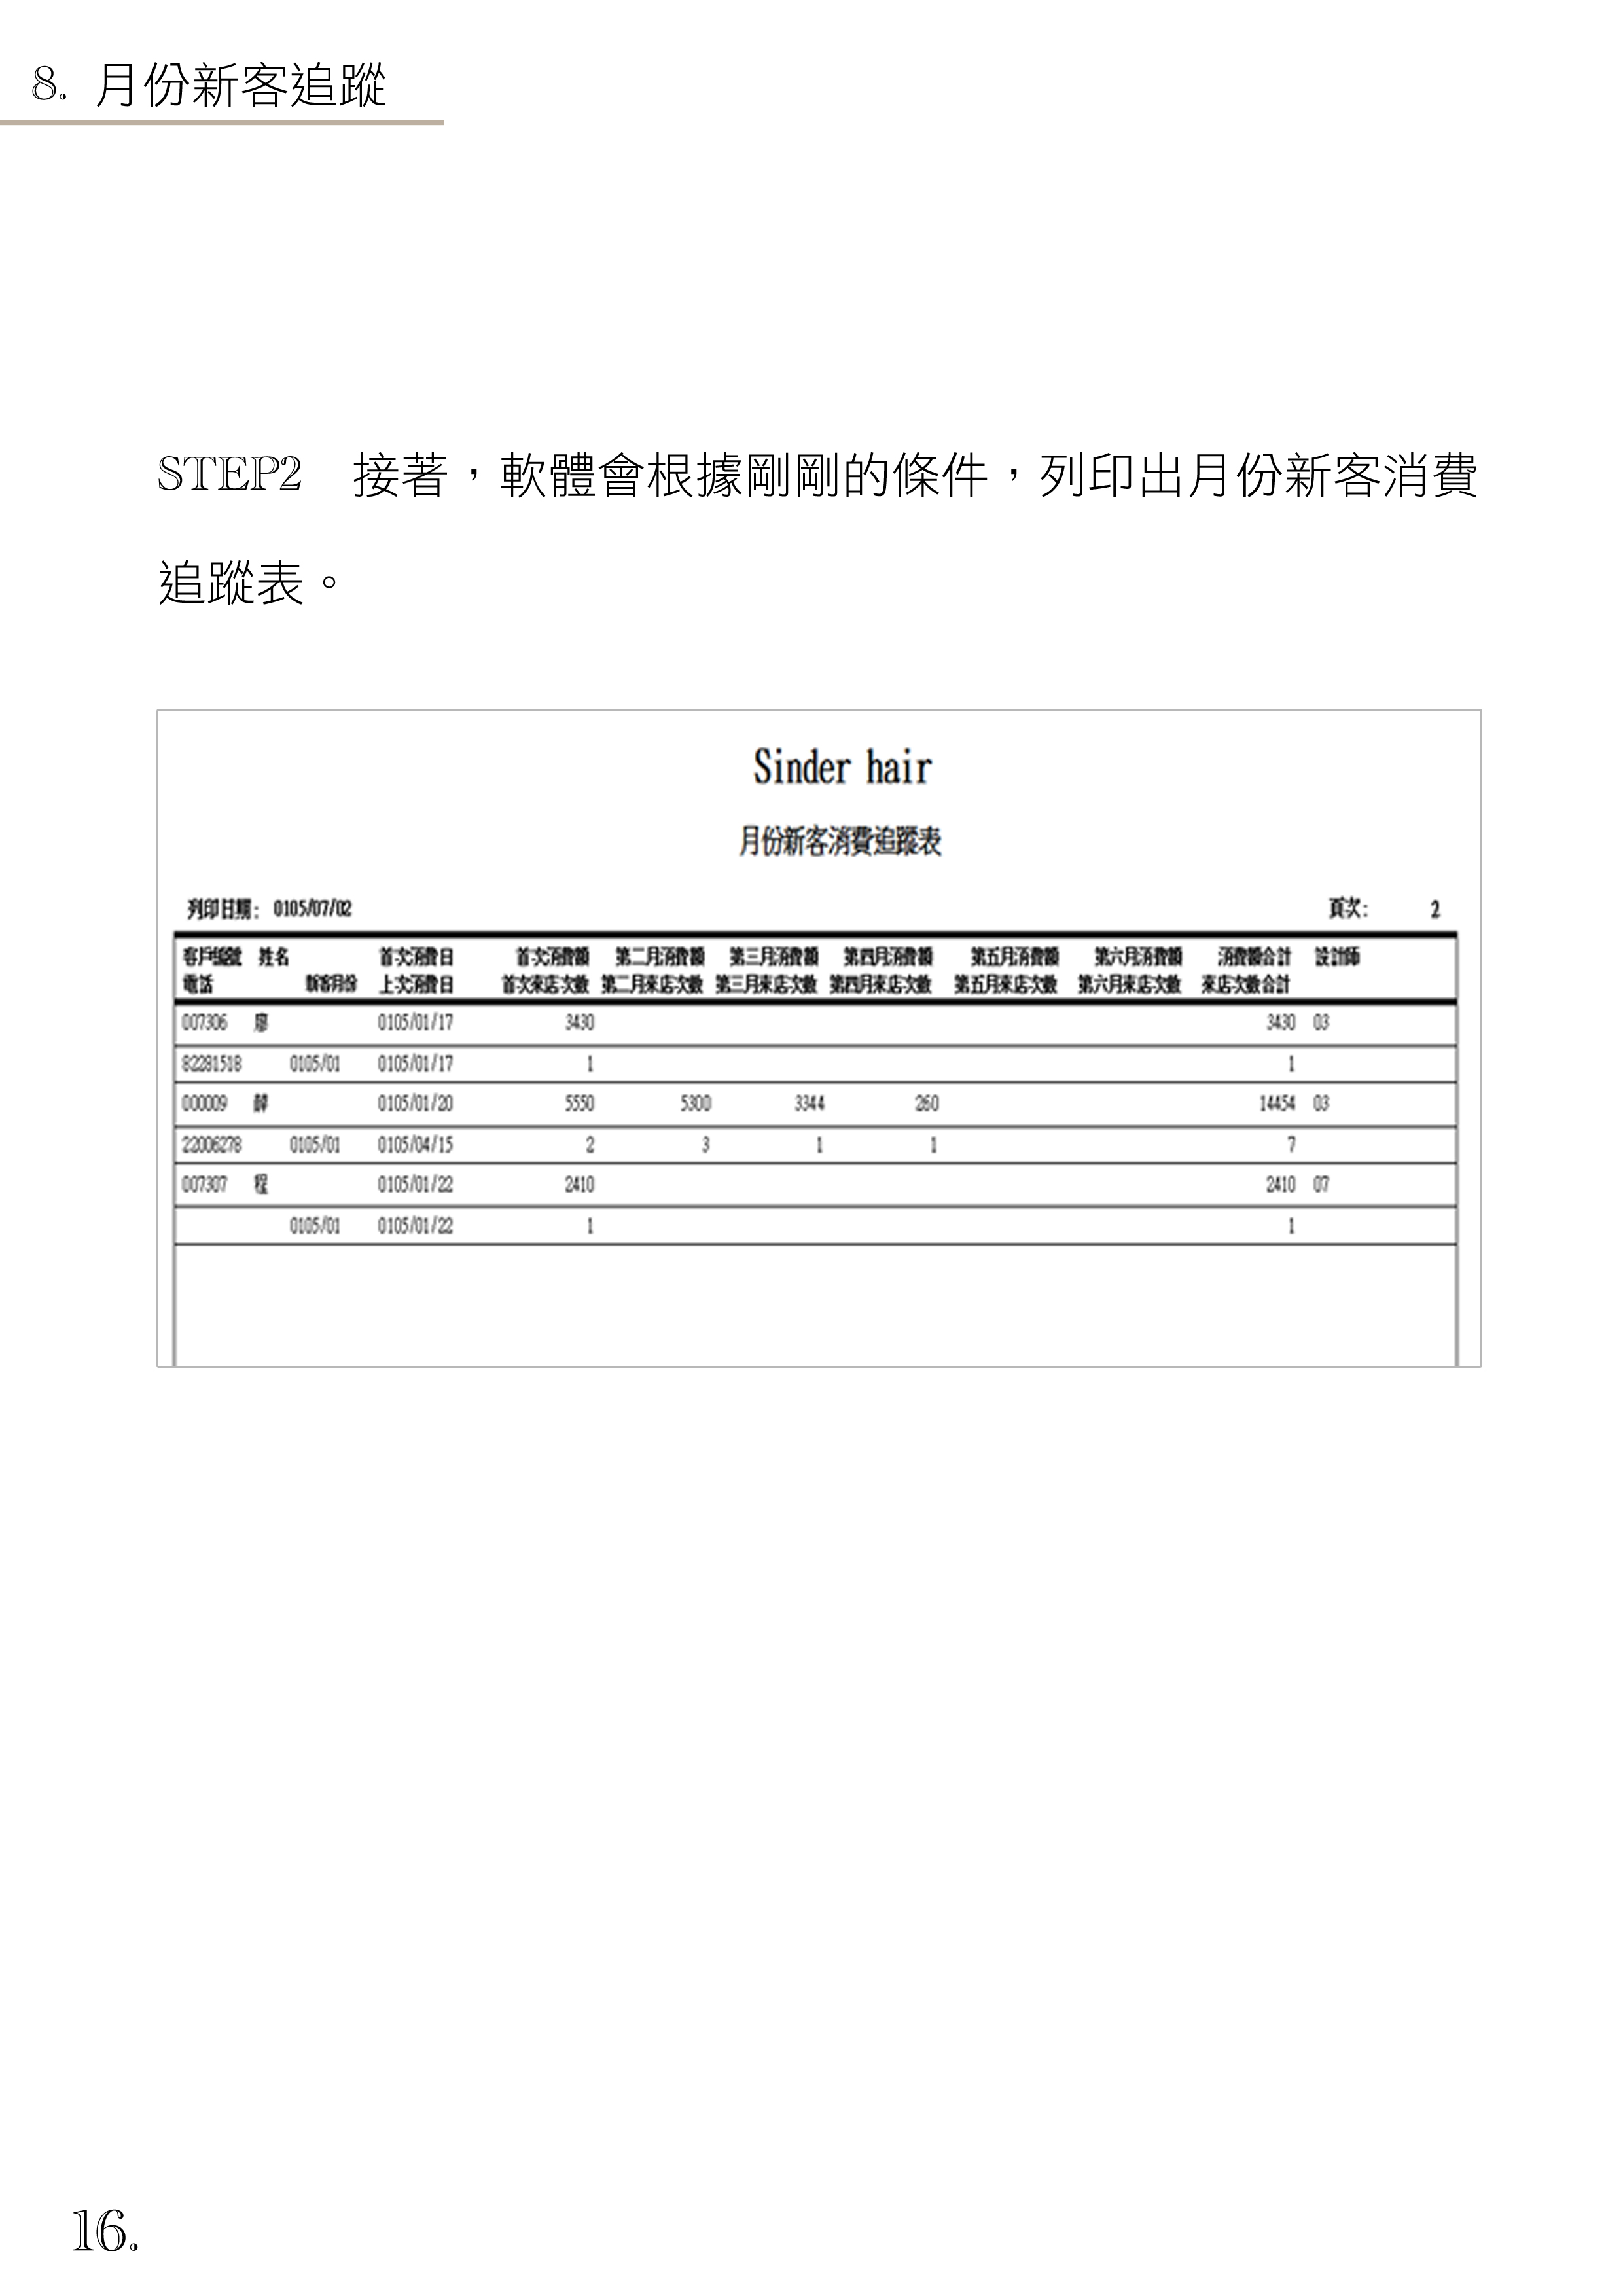 8. 月份新客追蹤
STEP2 接著，軟體會根據剛剛的條件，列印出月份新客消費
追蹤表。
Sinder hair
月份新客消費追蹤表
列印日期: 0105/07/02 頁次: 2
客戶編號 姓名 首次消費日 首次消費額 第二月消費額 第三月消費額 第四月消費額 第五月消費額 第六月消費額 消費額合計 設計師
電話 新客月份 上次消費日 首次來店次數 第二月來店次數 第三月來店次數 第四月來店次數 第五月來店次數 第六月來店次數 來店次數合計
007306 廖 0105/01/17 3430 3430 03
82281518 0105/01 0105/01/17 1 1
000009 韓 0105/01/20 5550 5300 3344 260 14454 03
22006278 0105/01 0105/04/15 2 3 1 1 7
007307 程 0105/01/22 2410 2410 07
0105/01 0105/01/22 1 1
16.